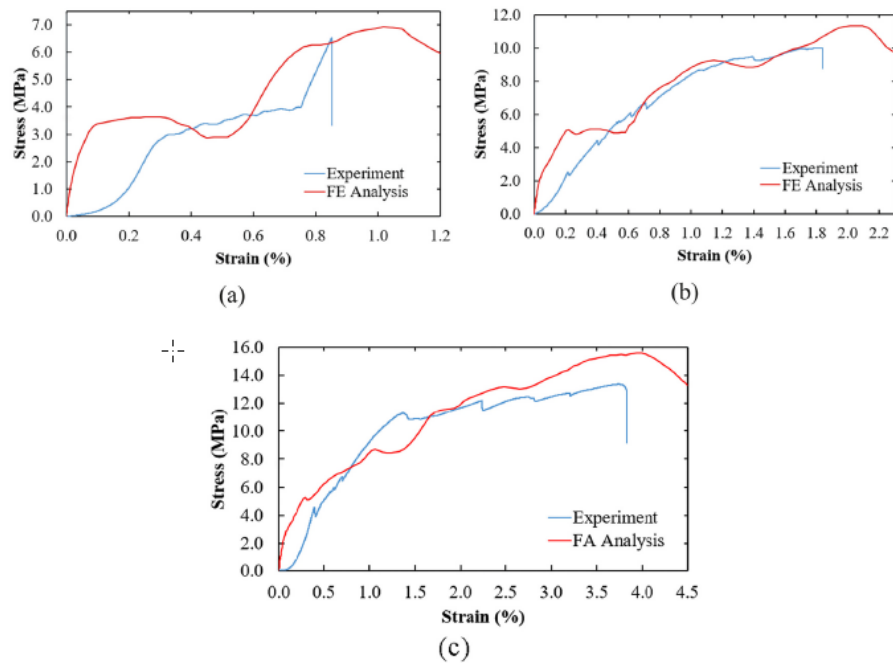 Stress (MPa)
7.0
6.0
5.0
4.0
3.0
2.0
1.0
0.0
0.0 0.2 0.4 0.6 0.8 1.0 1.2
Strain (%)
Experiment
FE Analysis
(a)
Stress (MPa)
12.0
10.0
8.0
6.0
4.0
2.0
0.0
0.0 0.2 0.4 0.6 0.8 1.0 1.2 1.4 1.6 1.8 2.0 2.2
Strain (%)
Experiment
FE Analysis
(b)
Stress (MPa)
16.0
14.0
12.0
10.0
8.0
6.0
4.0
2.0
0.0
0.0 0.5 1.0 1.5 2.0 2.5 3.0 3.5 4.0 4.5
Strain (%)
Experiment
FA Analysis
(c)